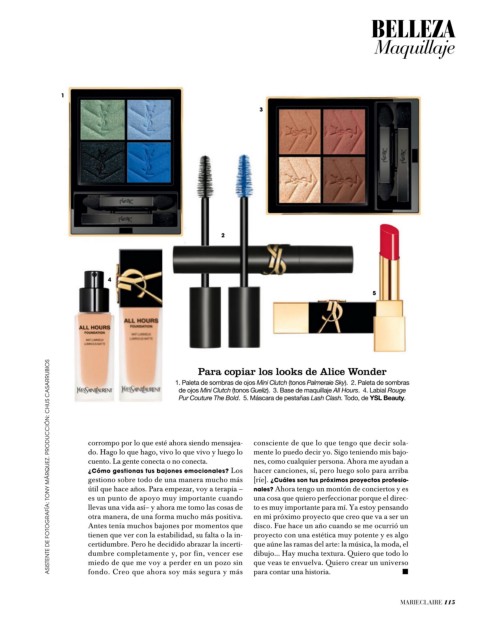 BELLEZA
Maquillaje
1
3
2
4
5
ALL HOURS
FOUNDATION
YVESSAINTLAURENT
ALL HOURS
FOUNDATION
YVESSAINTLAURENT
Para copiar los looks de Alice Wonder
1. Paleta de sombras de ojos Mini Clutch (tonos Palmeraie Sky). 2. Paleta de sombras
de ojos Mini Clutch (tonos Gueliz). 3. Base de maquillaje All Hours. 4. Labial Rouge
Pur Couture The Bold. 5. Máscara de pestañas Lash Clash. Todo, de YSL Beauty.
ASISTENTE DE FOTOGRAFÍA: TONY MÁRQUEZ. PRODUCCIÓN: CHUS CASARRUBIOS
corrompo por lo que esté ahora siendo mensajea-
do. Hago lo que hago, vivo lo que vivo y luego lo
cuento. La gente conecta o no conecta.
¿Cómo gestionas tus bajones emocionales? Los
gestiono sobre todo de una manera mucho más
útil que hace años. Para empezar, voy a terapia –
es un punto de apoyo muy importante cuando
llevas una vida así– y ahora me tomo las cosas de
otra manera, de una forma mucho más positiva.
Antes tenía muchos bajones por momentos que
tienen que ver con la estabilidad, su falta o la in-
certidumbre. Pero he decidido abrazar la incerti-
dumbre completamente y, por fin, vencer ese
miedo de que me voy a perder en un pozo sin
fondo. Creo que ahora soy más segura y más
consciente de que lo que tengo que decir sola-
mente lo puedo decir yo. Sigo teniendo mis bajo-
nes, como cualquier persona. Ahora me ayudan a
hacer canciones, sí, pero luego solo para arriba
[ríe]. ¿Cuáles son tus próximos proyectos profesio-
nales? Ahora tengo un montón de conciertos y es
una cosa que quiero perfeccionar porque el direc-
to es muy importante para mí. Ya estoy pensando
en mi próximo proyecto que creo que va a ser un
disco. Fue hace un año cuando se me ocurrió un
proyecto con una estética muy potente y es algo
que aúne las ramas del arte: la música, la moda, el
dibujo... Hay mucha textura. Quiero que todo lo
que veas te envuelva. Quiero crear un universo
para contar una historia.
MARIECLAIRE 115